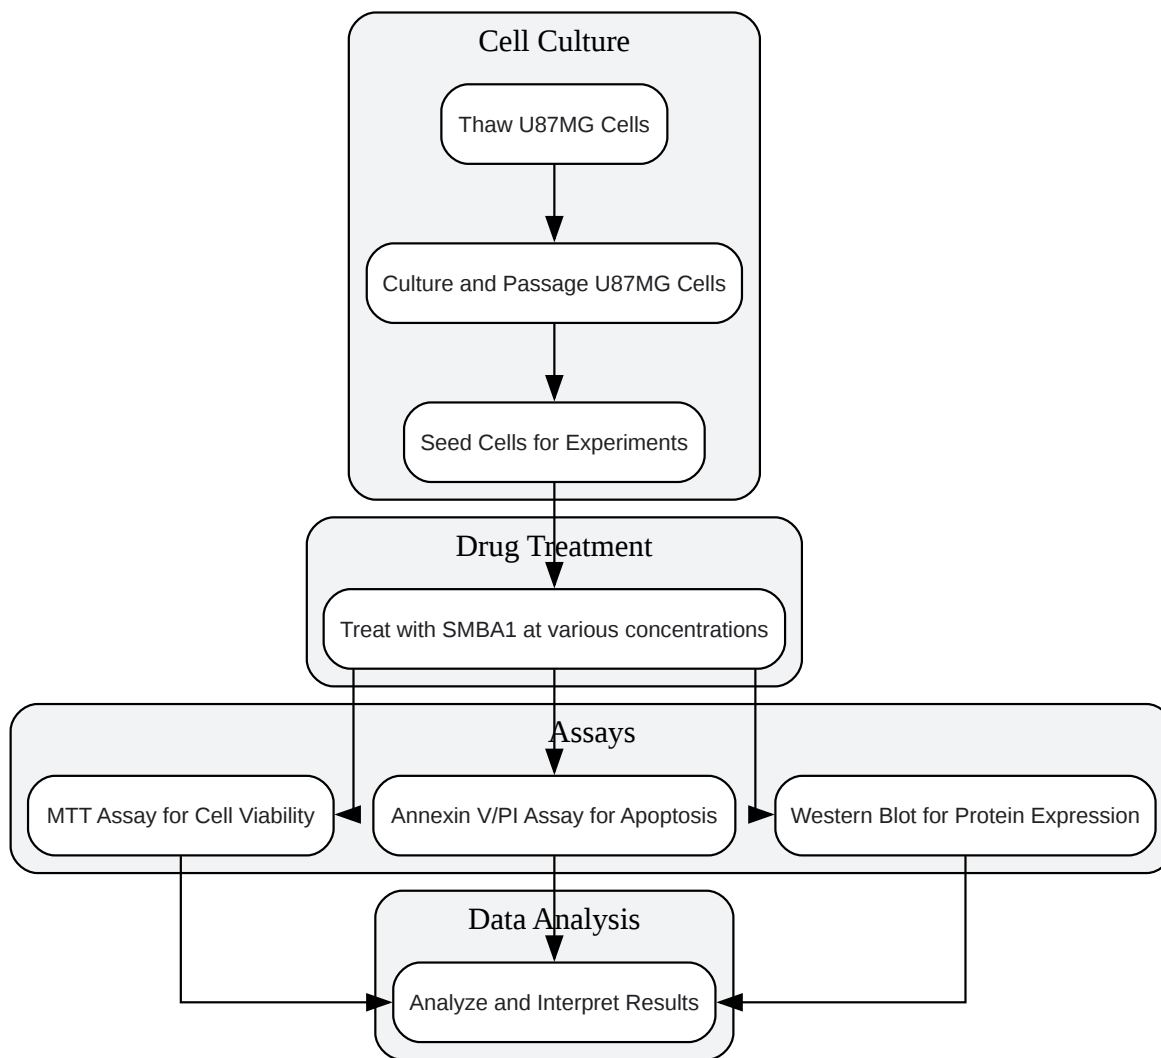 Cell Culture
Thaw U87MG Cells
Culture and Passage U87MG Cells
Seed Cells for Experiments
Drug Treatment
Treat with SMBA1 at various concentrations
Assays
MTT Assay for Cell Viability
Annexin V/PI Assay for Apoptosis
Western Blot for Protein Expression
Data Analysis
Analyze and Interpret Results